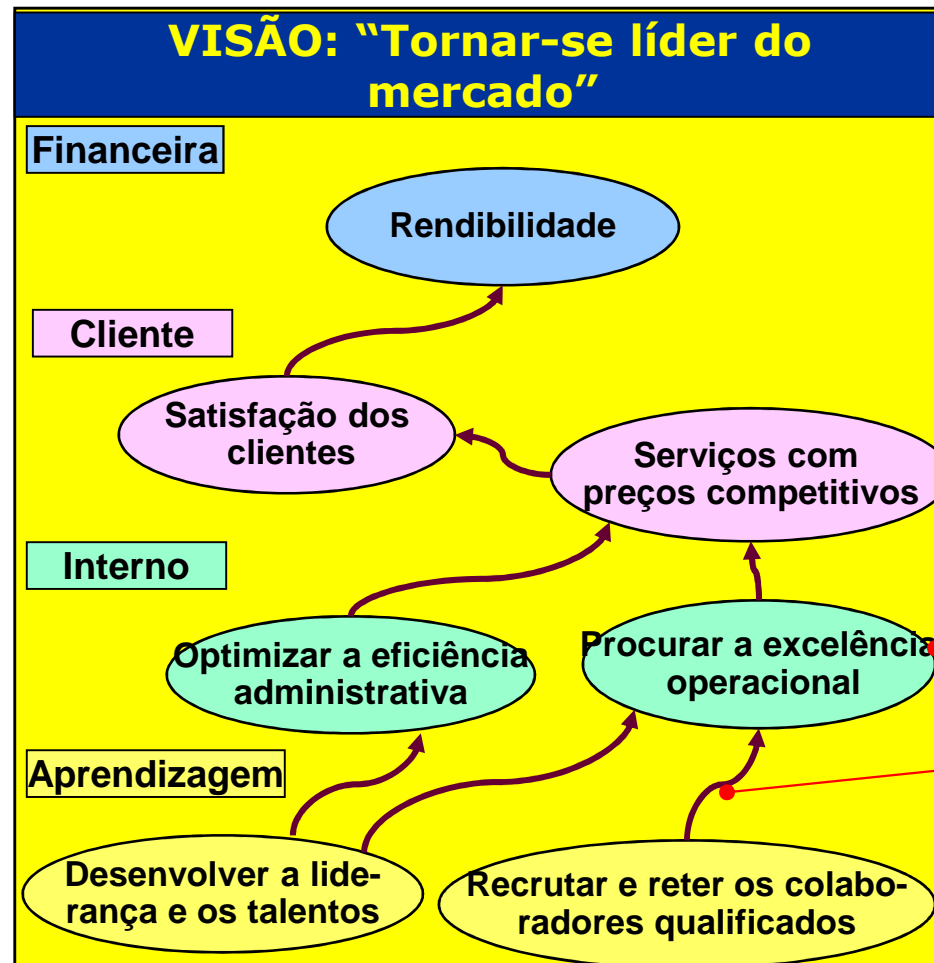 VISÃO: “Tornar-se líder do
mercado”
Financeira
Rendibilidade
Cliente
Satisfação dos
clientes
Serviços com
preços competitivos
Interno
Optimizar a eficiência
administrativa
Procurar a excelência
operacional
Aprendizagem
Desenvolver a lide-
rança e os talentos
Recrutar e reter os colabo-
radores qualificados